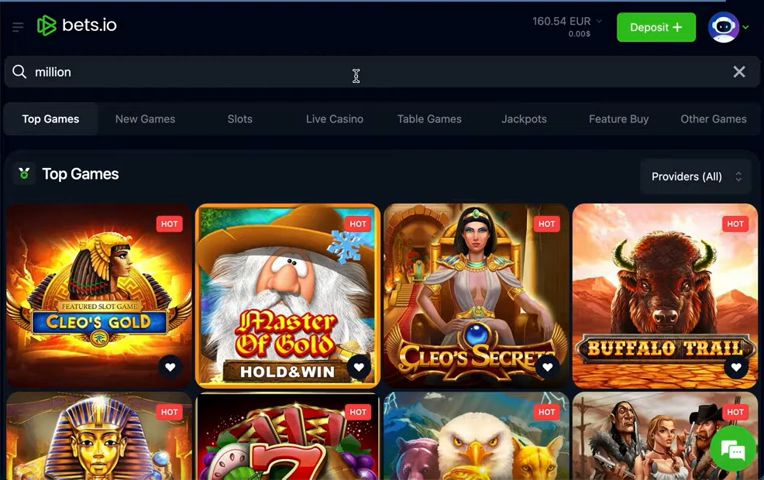 bets.io
160.54 EUR
0.00$
Deposit +
million
Top Games
New Games
Slots
Live Casino
Table Games
Jackpots
Feature Buy
Other Games
Top Games
Providers (All)
HOT
HOT
HOT
HOT
FEATURED SLOT GAME
CLEO'S GOLD
Master Of Gold
HOLD&WIN
CLEO'S SECRET
BUFFALO TRAIL
HOT
HOT
HOT
HOT
7